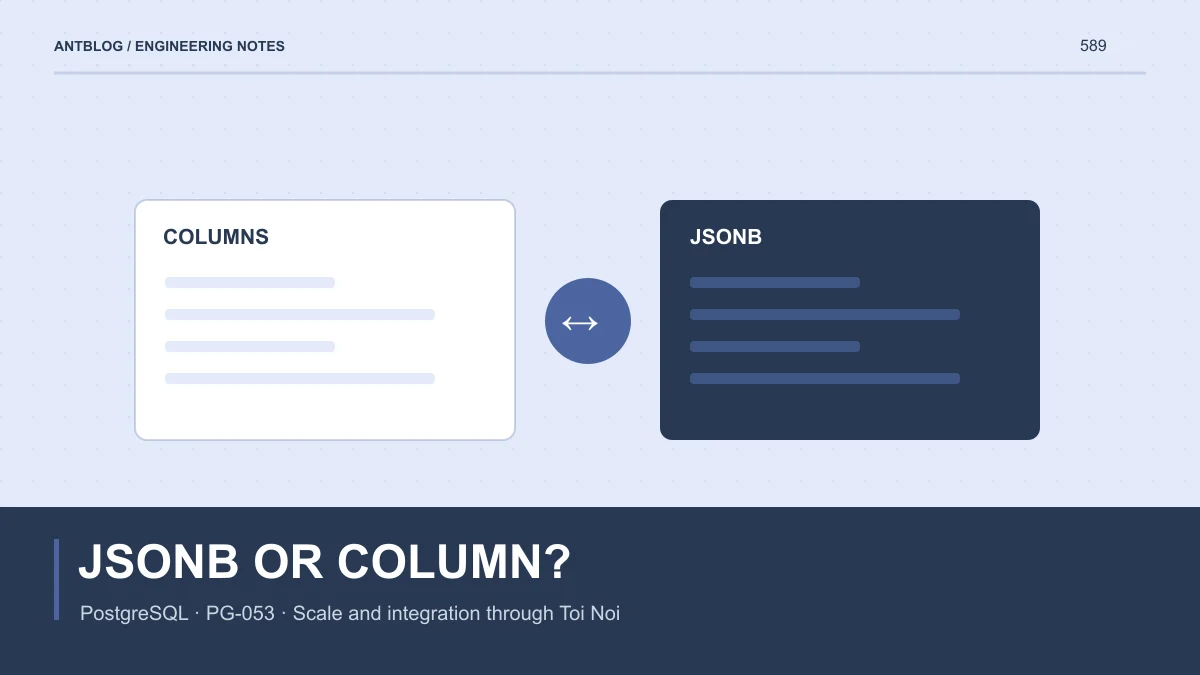 ANTBLOG / ENGINEERING NOTES
589
COLUMNS
JSONB
↔
JSONB OR COLUMN?
PostgreSQL · PG-053 · Scale and integration through Toi Noi